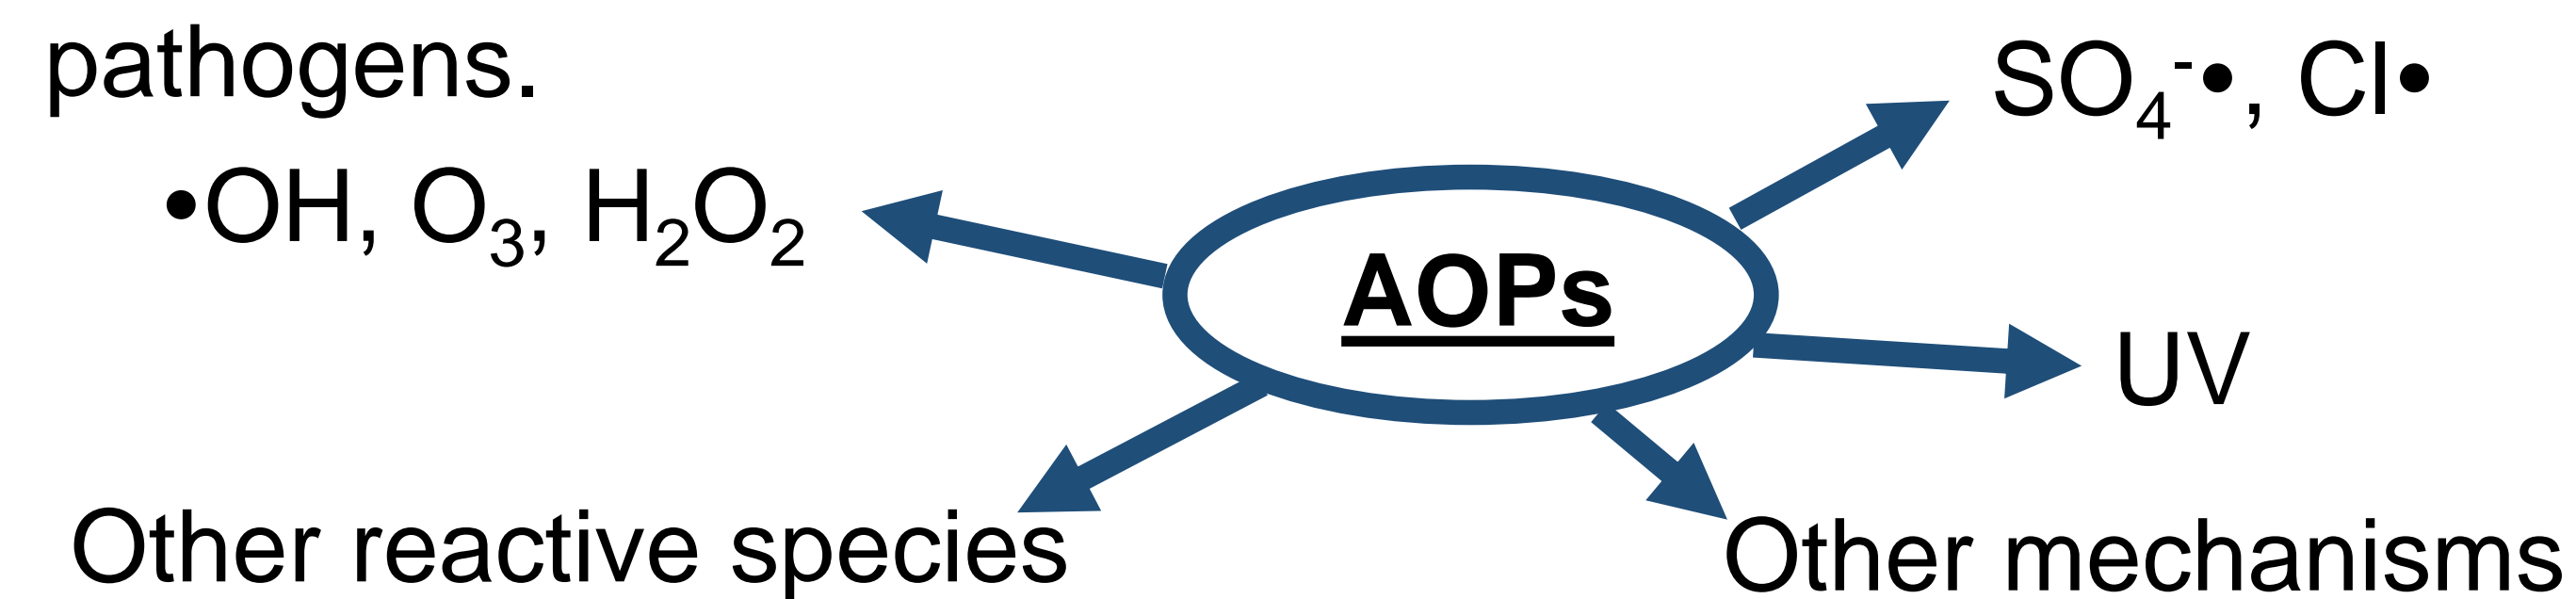 pathogens.
SO₄⁻•, Cl•
•OH, O₃, H₂O₂
AOPs
UV
Other reactive species
Other mechanisms